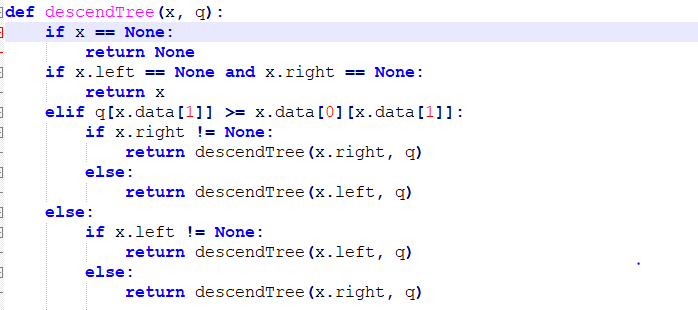 def descendTree(x, q):
    if x == None:
        return None
    if x.left == None and x.right == None:
        return x
    elif q[x.data[1]] >= x.data[0][x.data[1]]:
        if x.right != None:
            return descendTree(x.right, q)
        else:
            return descendTree(x.left, q)
    else:
        if x.left != None:
            return descendTree(x.left, q)
        else:
            return descendTree(x.right, q)